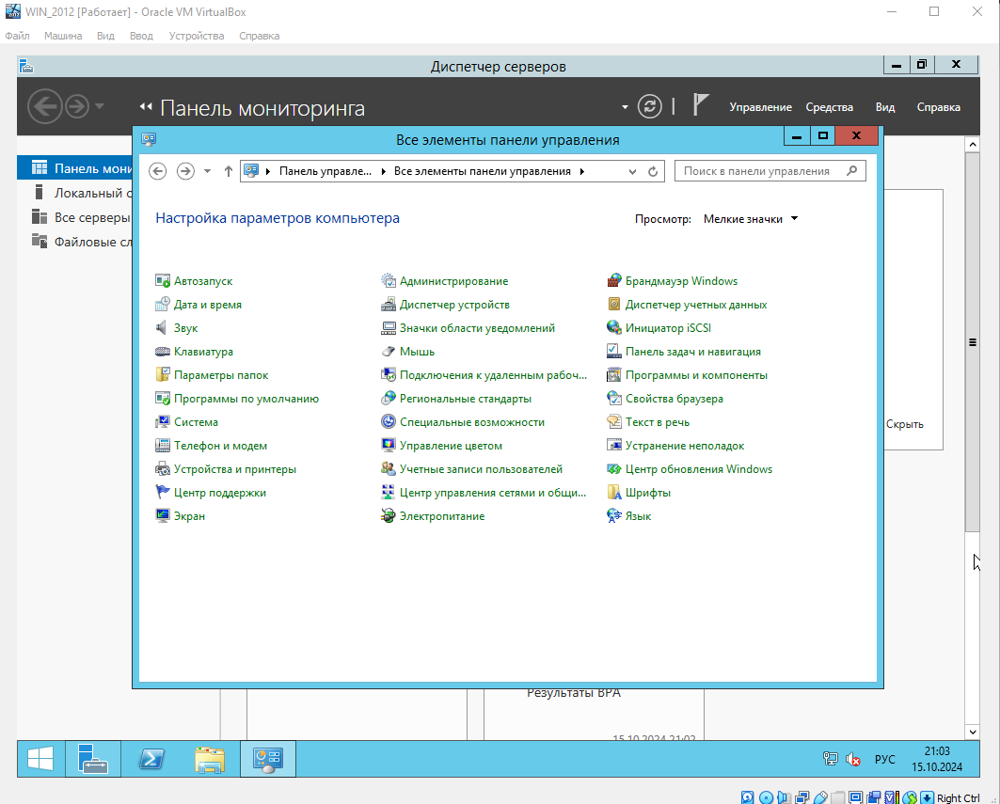 WIN_2012 [Работает] - Oracle VM VirtualBox
Файл Машина Вид Ввод Устройства Справка
Диспетчер серверов
Панель мониторинга
Управление Средства Вид Справка
Все элементы панели управления
Панель мони
Локальный с
Все серверы
Файловые сл
Панель управле... Все элементы панели управления Поиск в панели управления
Настройка параметров компьютера
Просмотр: Мелкие значки
Автозапуск Администрирование Брандмауэр Windows
Дата и время Диспетчер устройств Диспетчер учетных данных
Звук Значки области уведомлений Инициатор iSCSI
Клавиатура Мышь Панель задач и навигация
Параметры папок Подключения к удаленным рабоч... Программы и компоненты
Программы по умолчанию Региональные стандарты Свойства браузера
Система Специальные возможности Текст в речь
Скрыть
Телефон и модем Управление цветом Устранение неполадок
Устройства и принтеры Учетные записи пользователей Центр обновления Windows
Центр поддержки Центр управления сетями и общи... Шрифты
Экран Электропитание Язык
Результаты BPA
15.10.2024 21:02
РУС
21:03
15.10.2024
Right Ctrl